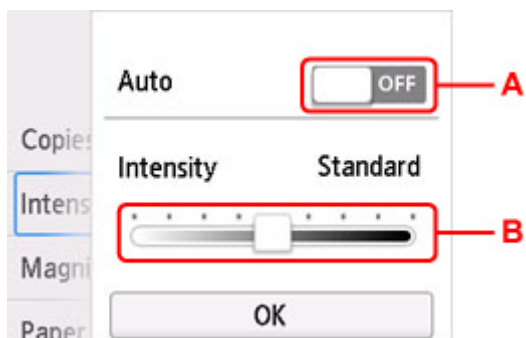 Auto OFF A
Copies
Intensity Standard
Intens
B
Magni
OK
Paper